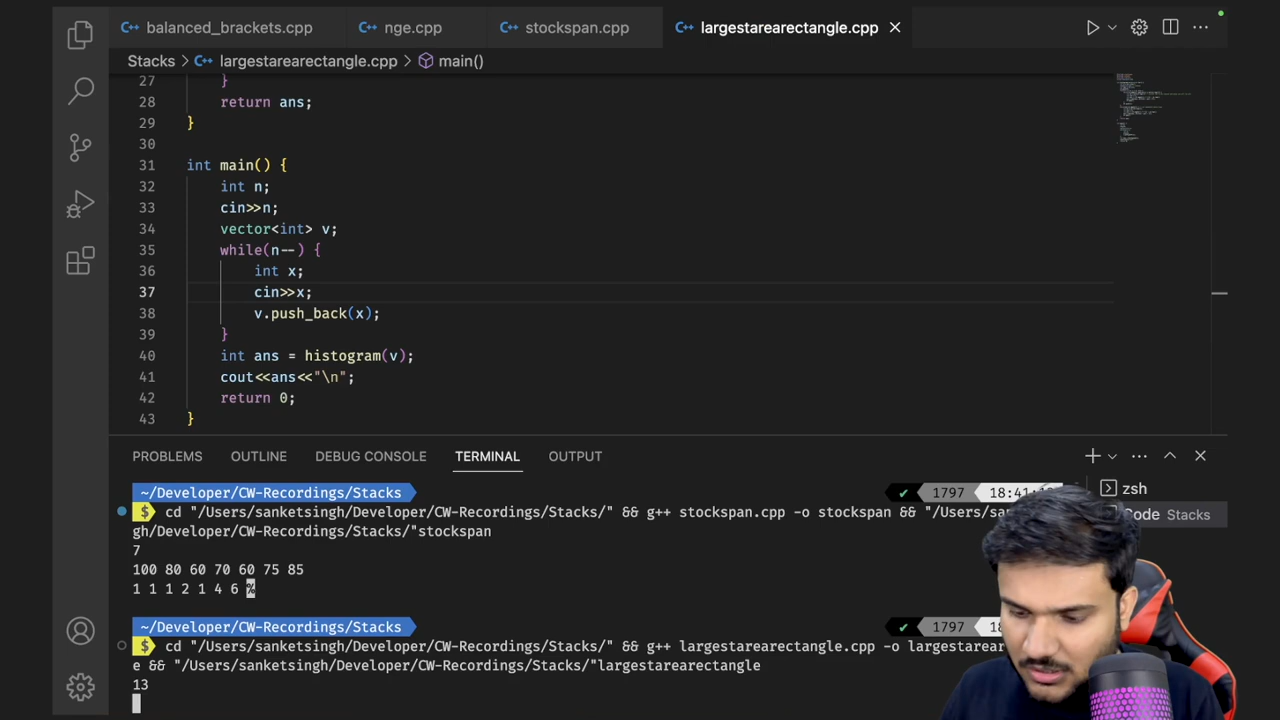 balanced_brackets.cpp
nge.cpp
stockspan.cpp
largestarearectangle.cpp
Stacks > largestarearectangle.cpp > main()
27 }
28 return ans;
29 }
30
31 int main() {
32 int n;
33 cin>>n;
34 vector<int> v;
35 while(n--) {
36 int x;
37 cin>>x;
38 v.push_back(x);
39 }
40 int ans = histogram(v);
41 cout<<ans<<"\n";
42 return 0;
43 }
PROBLEMS OUTLINE DEBUG CONSOLE TERMINAL OUTPUT
~/Developer/CW-Recordings/Stacks ✔ 1797
$ cd "/Users/sanketsingh/Developer/CW-Recordings/Stacks/" && g++ stockspan.cpp -o stockspan &&
gh/Developer/CW-Recordings/Stacks/"stockspan
7
100 80 60 70 60 75 85
1 1 1 2 1 4 6 %
~/Developer/CW-Recordings/Stacks ✔ 1797
$ cd "/Users/sanketsingh/Developer/CW-Recordings/Stacks/" && g++ largestarearectangle.cpp -o
e && "/Users/sanketsingh/Developer/CW-Recordings/Stacks/"largestarearectangle
13
zsh
Code Stacks